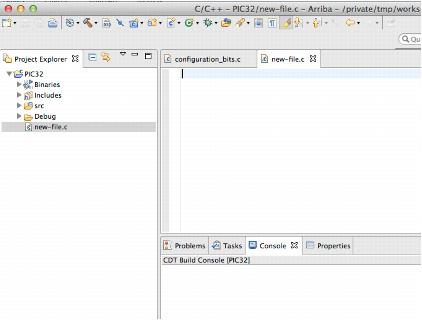 C/C++ - PIC32/new-file.c - Arriba - /private/tmp/works
Qu
Project Explorer
PIC32
Binaries
Includes
src
Debug
new-file.c
configuration_bits.c
new-file.c
Problems
Tasks
Console
Properties
CDT Build Console [PIC32]